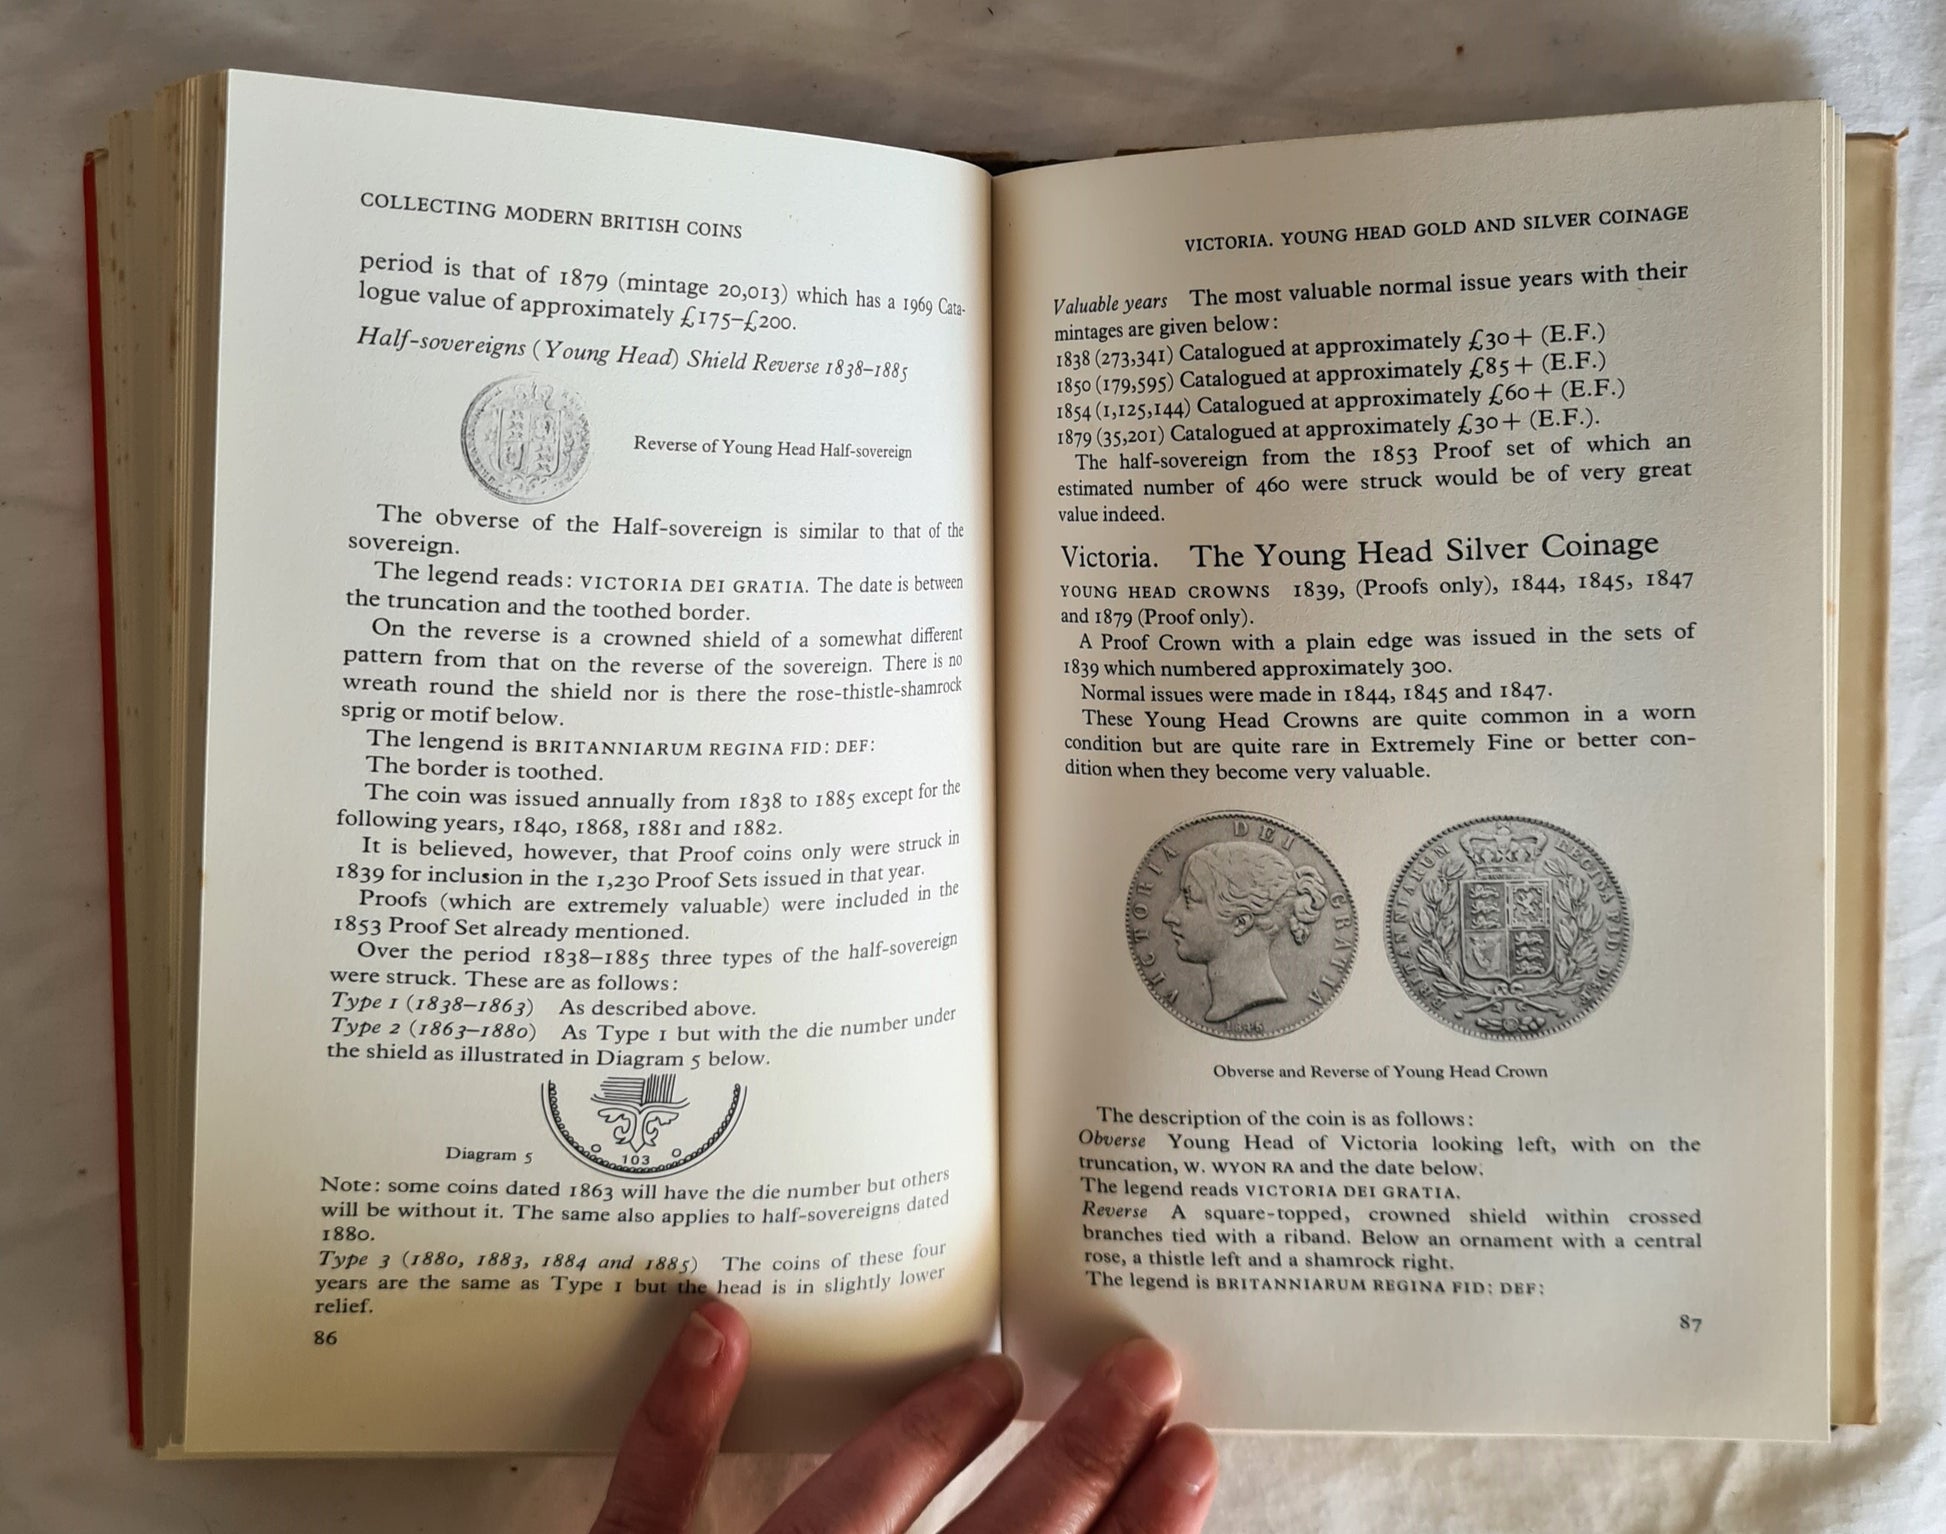 COLLECTING MODERN BRITISH COINS
period is that of 1879 (mintage 20,013) which has a 1969 Cata-
logue value of approximately £175–£200.
Half-sovereigns (Young Head) Shield Reverse 1838–1885
Reverse of Young Head Half-sovereign
The obverse of the Half-sovereign is similar to that of the
sovereign.
The legend reads: VICTORIA DEI GRATIA. The date is between
the truncation and the toothed border.
On the reverse is a crowned shield of a somewhat different
pattern from that on the reverse of the sovereign. There is no
wreath round the shield nor is there the rose-thistle-shamrock
sprig or motif below.
The lengend is BRITANNIARUM REGINA FID: DEF:
The border is toothed.
The coin was issued annually from 1838 to 1885 except for the
following years, 1840, 1868, 1881 and 1882.
It is believed, however, that Proof coins only were struck in
1839 for inclusion in the 1,230 Proof Sets issued in that year.
Proofs (which are extremely valuable) were included in the
1853 Proof Set already mentioned.
Over the period 1838–1885 three types of the half-sovereign
were struck. These are as follows:
Type 1 (1838–1863) As described above.
Type 2 (1863–1880) As Type 1 but with the die number under
the shield as illustrated in Diagram 5 below.
103
Diagram 5
Note: some coins dated 1863 will have the die number but others
will be without it. The same also applies to half-sovereigns dated
1880.
Type 3 (1880, 1883, 1884 and 1885) The coins of these four
years are the same as Type 1 but the head is in slightly lower
relief.
86
VICTORIA. YOUNG HEAD GOLD AND SILVER COINAGE
Valuable years The most valuable normal issue years with their
mintages are given below:
1838 (273,341) Catalogued at approximately £30+ (E.F.)
1850 (179,595) Catalogued at approximately £85+ (E.F.)
1854 (1,125,144) Catalogued at approximately £60+ (E.F.)
1879 (35,201) Catalogued at approximately £30+ (E.F.).
The half-sovereign from the 1853 Proof set of which an
estimated number of 460 were struck would be of very great
value indeed.
Victoria. The Young Head Silver Coinage
YOUNG HEAD CROWNS 1839, (Proofs only), 1844, 1845, 1847
and 1879 (Proof only).
A Proof Crown with a plain edge was issued in the sets of
1839 which numbered approximately 300.
Normal issues were made in 1844, 1845 and 1847.
These Young Head Crowns are quite common in a worn
condition but are quite rare in Extremely Fine or better con-
dition when they become very valuable.
VICTORIA DEI GRATIA
BRITANNIARUM REGINA FID DEF
Obverse and Reverse of Young Head Crown
The description of the coin is as follows:
Obverse Young Head of Victoria looking left, with on the
truncation, W. WYON RA and the date below.
The legend reads VICTORIA DEI GRATIA.
Reverse A square-topped, crowned shield within crossed
branches tied with a riband. Below an ornament with a central
rose, a thistle left and a shamrock right.
The legend is BRITANNIARUM REGINA FID: DEF:
87